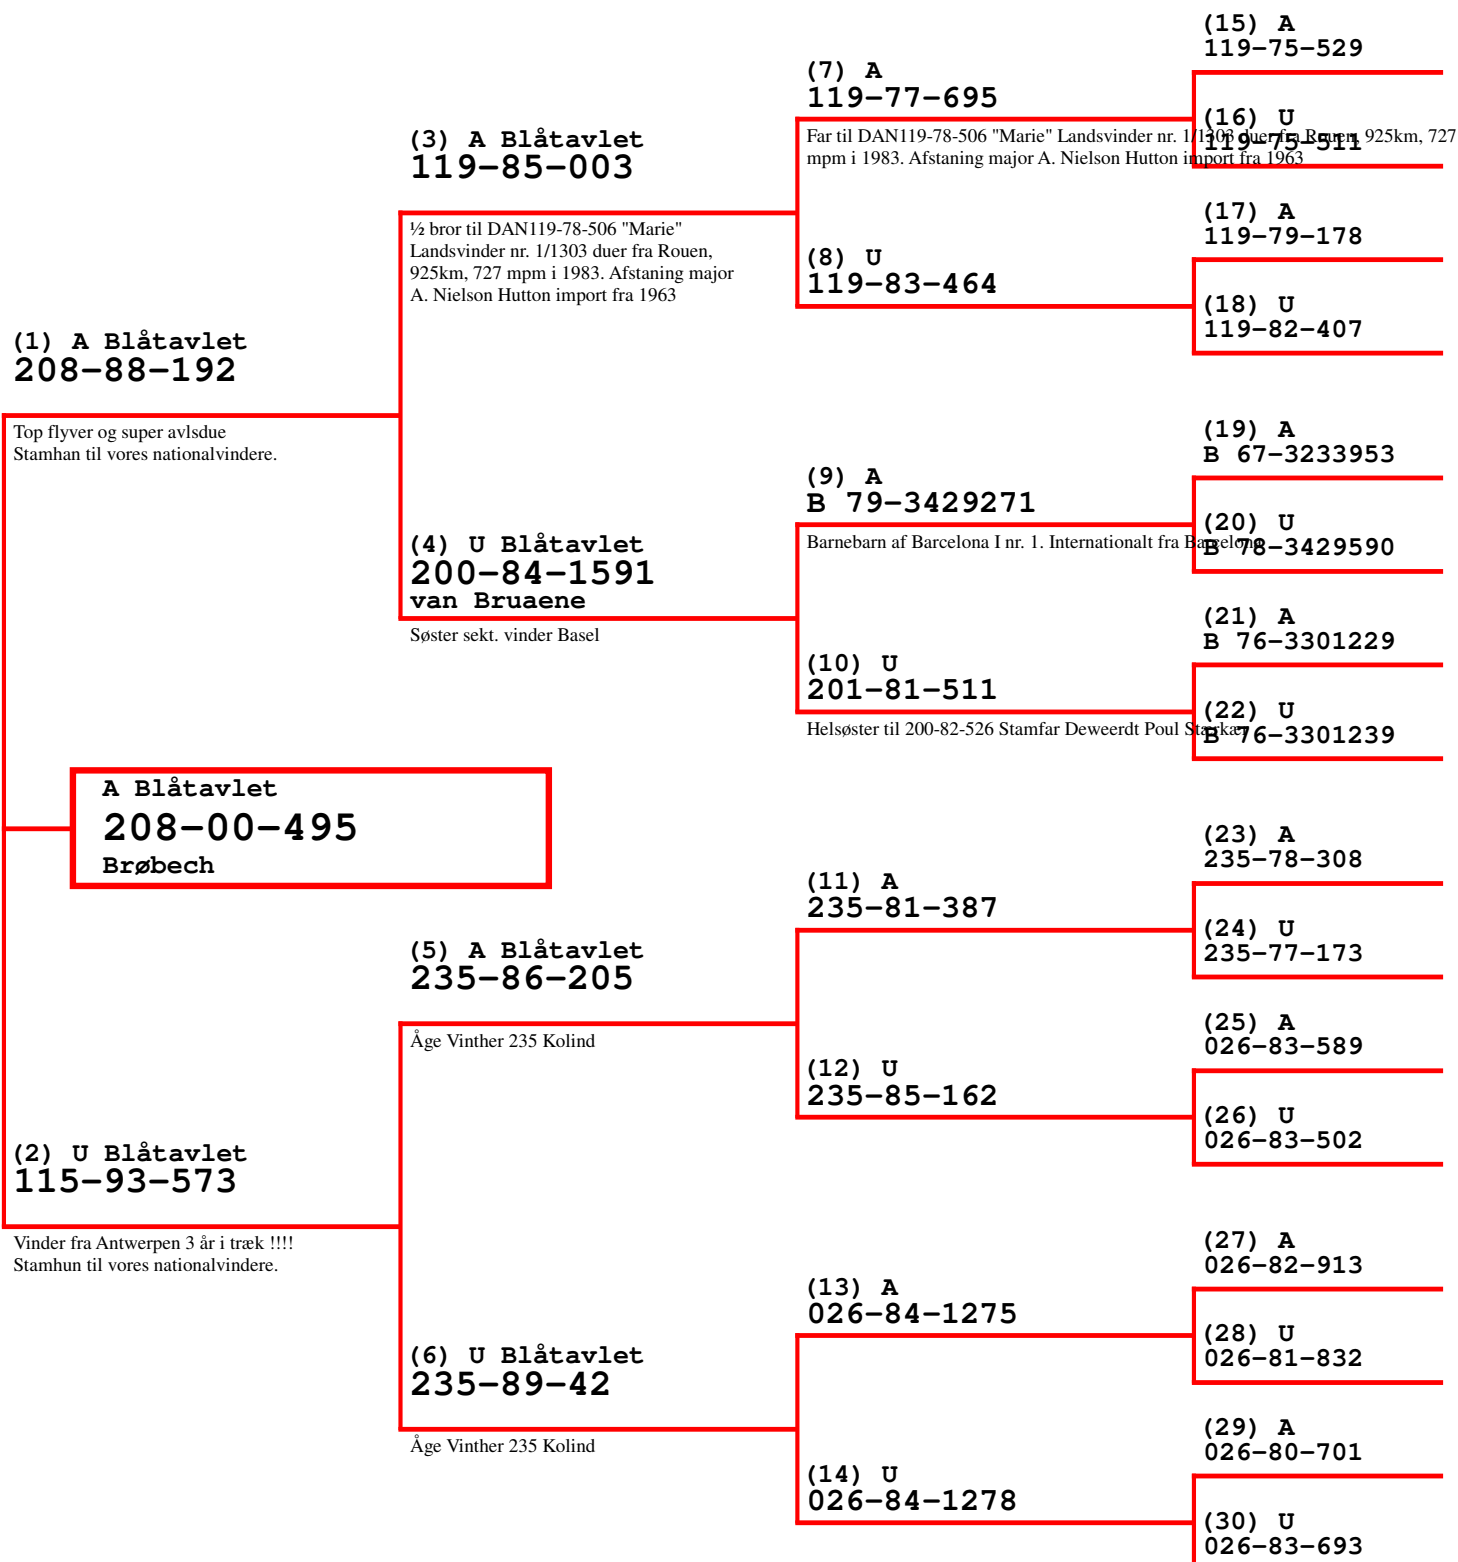 (1) A Blåtavlet
208-88-192
Top flyver og super avlsdue
Stamhan til vores nationalvindere.
A Blåtavlet
208-00-495
Brøbech
(2) U Blåtavlet
115-93-573
Vinder fra Antwerpen 3 år i træk !!!!
Stamhun til vores nationalvindere.
(3) A Blåtavlet
119-85-003
½ bror til DAN119-78-506 "Marie"
Landsvinder nr. 1/1303 duer fra Rouen,
925km, 727 mpm i 1983. Afstaning major
A. Nielson Hutton import fra 1963
(4) U Blåtavlet
200-84-1591
van Bruaene
Søster sekt. vinder Basel
(5) A Blåtavlet
235-86-205
Åge Vinther 235 Kolind
(6) U Blåtavlet
235-89-42
Åge Vinther 235 Kolind
(7) A
119-77-695
Far til DAN119-78-506 "Marie" Landsvinder nr. 1/1303 duer fra Rouen, 925km, 727
mpm i 1983. Afstaning major A. Nielson Hutton import fra 1963
(8) U
119-83-464
(9) A
B 79-3429271
Barnebarn af Barcelona I nr. 1. Internationalt fra Barcelona
(10) U
201-81-511
Helsøster til 200-82-526 Stamfar Deweerdt Poul Stærkær
(11) A
235-81-387
(12) U
235-85-162
(13) A
026-84-1275
(14) U
026-84-1278
(15) A
119-75-529
(16) U
119-75-511
(17) A
119-79-178
(18) U
119-82-407
(19) A
B 67-3233953
(20) U
B 78-3429590
(21) A
B 76-3301229
(22) U
B 76-3301239
(23) A
235-78-308
(24) U
235-77-173
(25) A
026-83-589
(26) U
026-83-502
(27) A
026-82-913
(28) U
026-81-832
(29) A
026-80-701
(30) U
026-83-693